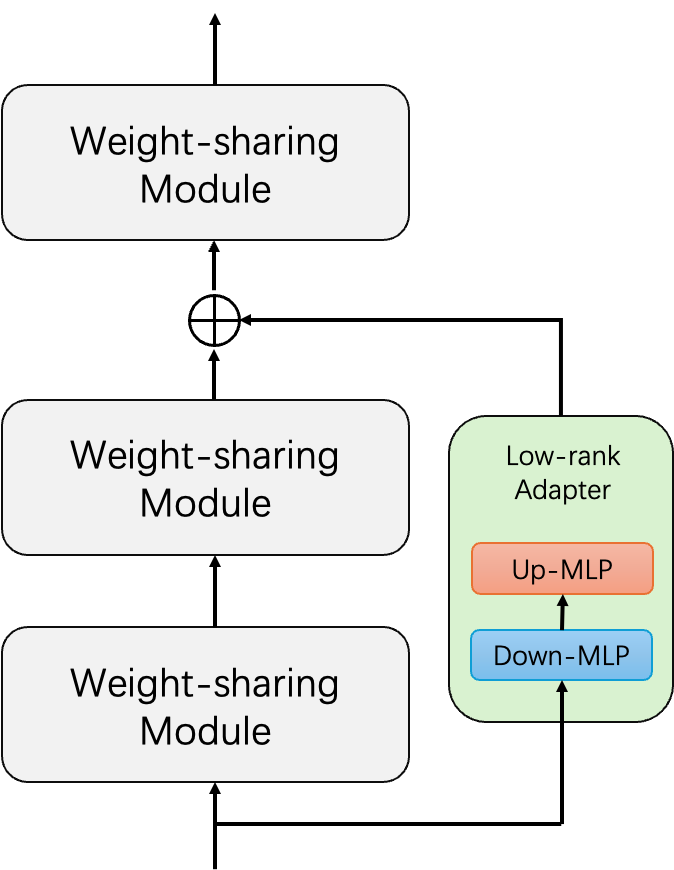 Weight-sharing
Module
Weight-sharing
Module
Low-rank
Adapter
Up-MLP
Down-MLP
Weight-sharing
Module